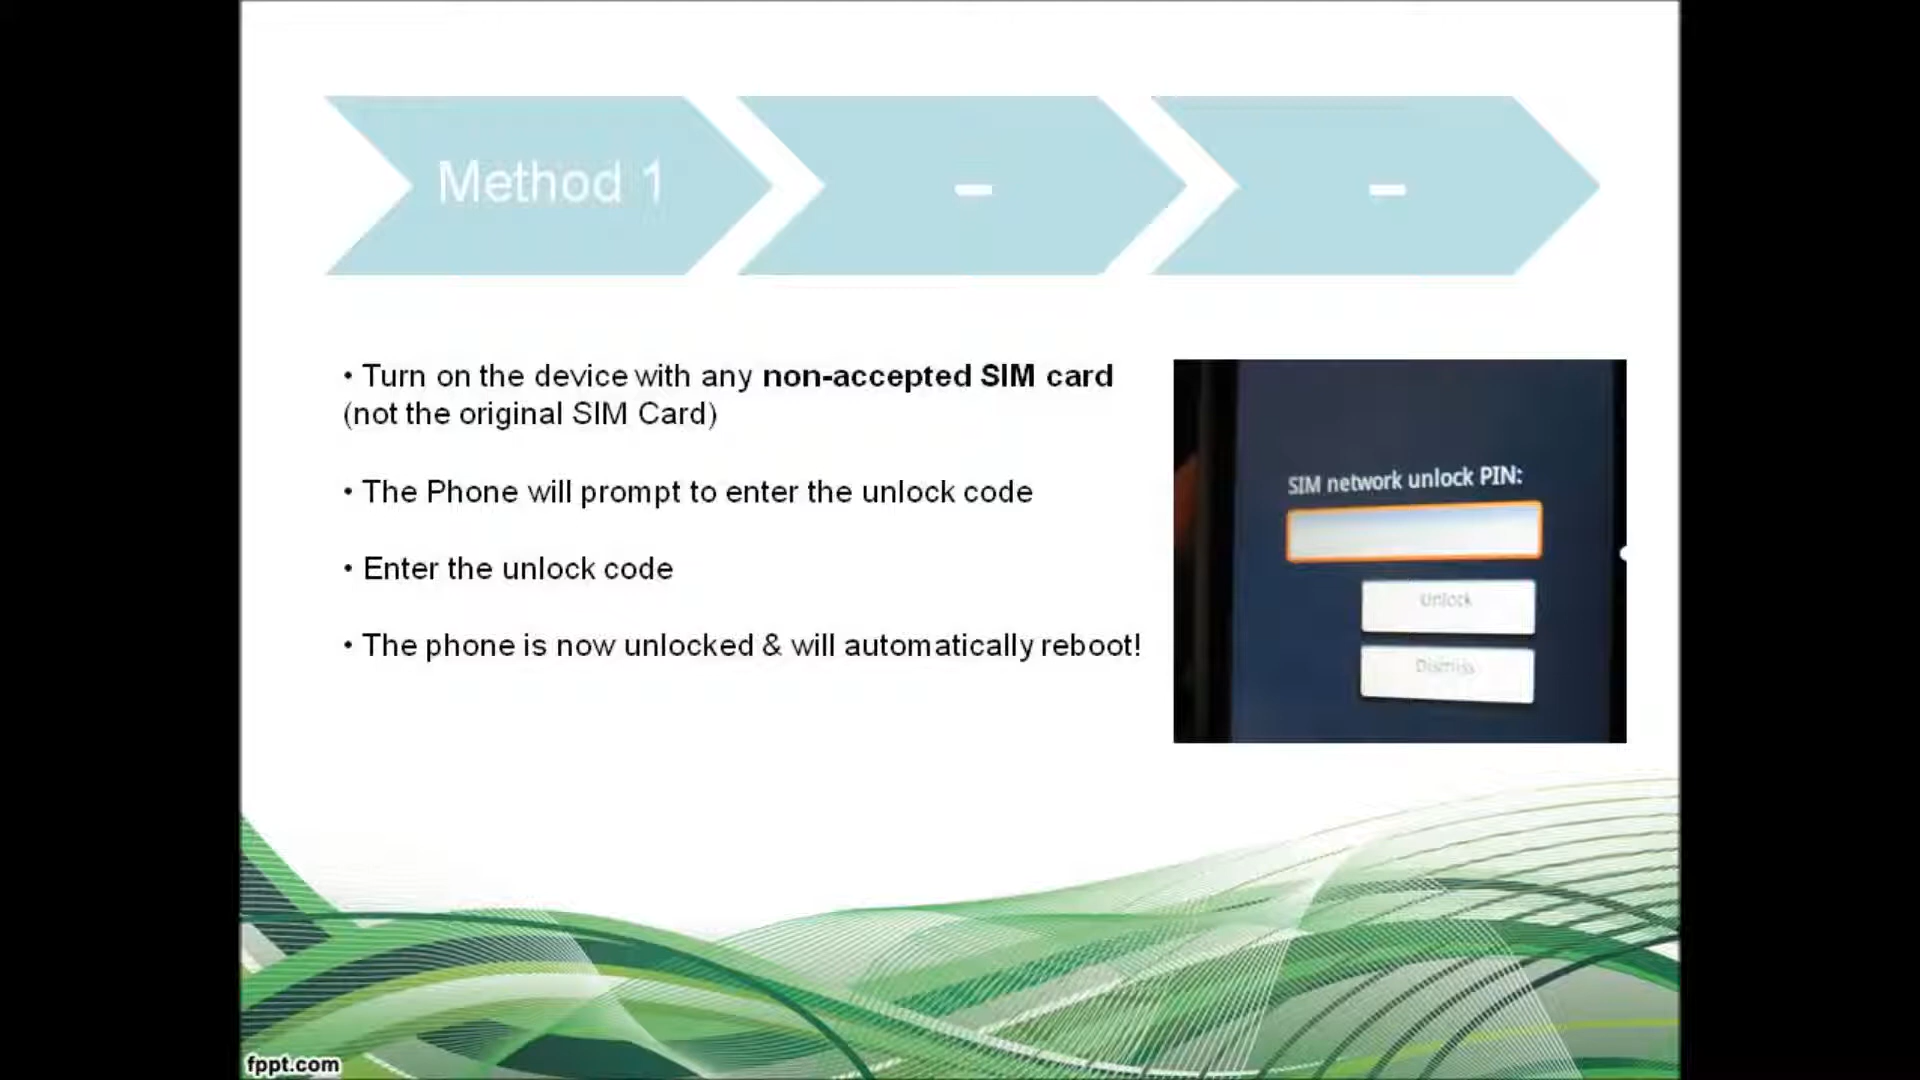 Method 1
-
-
• Turn on the device with any non-accepted SIM card
(not the original SIM Card)
• The Phone will prompt to enter the unlock code
• Enter the unlock code
• The phone is now unlocked & will automatically reboot!
SIM network unlock PIN:
Unlock
Dismiss
fppt.com